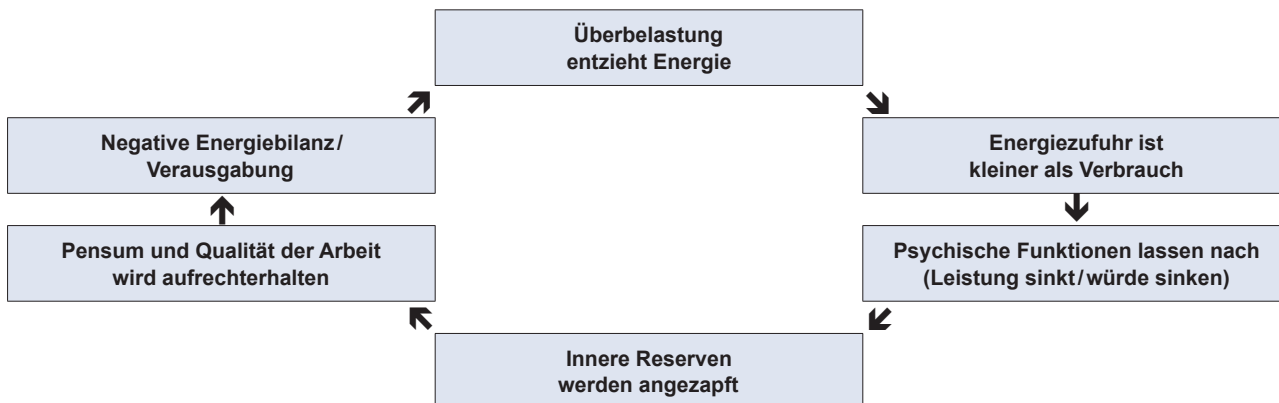 Überbelastung
entzieht Energie
Energiezufuhr ist
kleiner als Verbrauch
Psychische Funktionen lassen nach
(Leistung sinkt/würde sinken)
Innere Reserven
werden angezapft
Pensum und Qualität der Arbeit
wird aufrechterhalten
Negative Energiebilanz/
Verausgabung